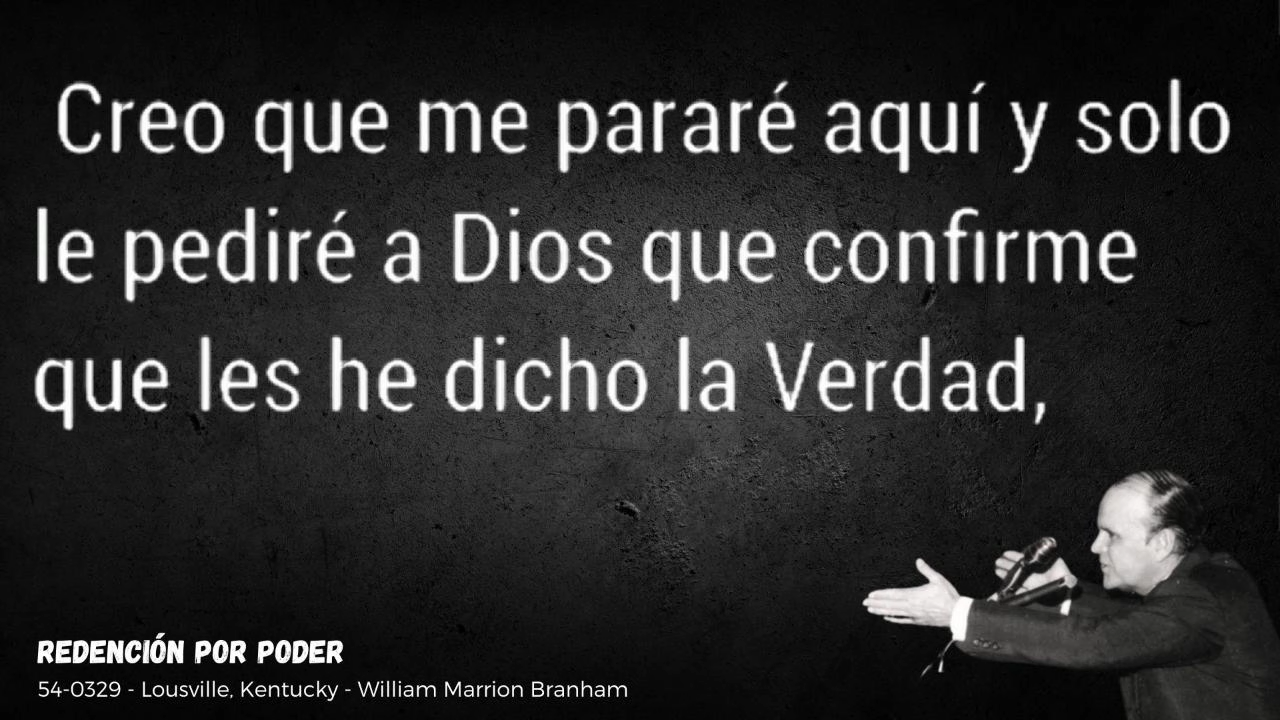 Creo que me pararé aquí y solo
le pediré a Dios que confirme
que les he dicho la Verdad,
REDENCIÓN POR PODER
54-0329 - Lousville, Kentucky - William Marrion Branham